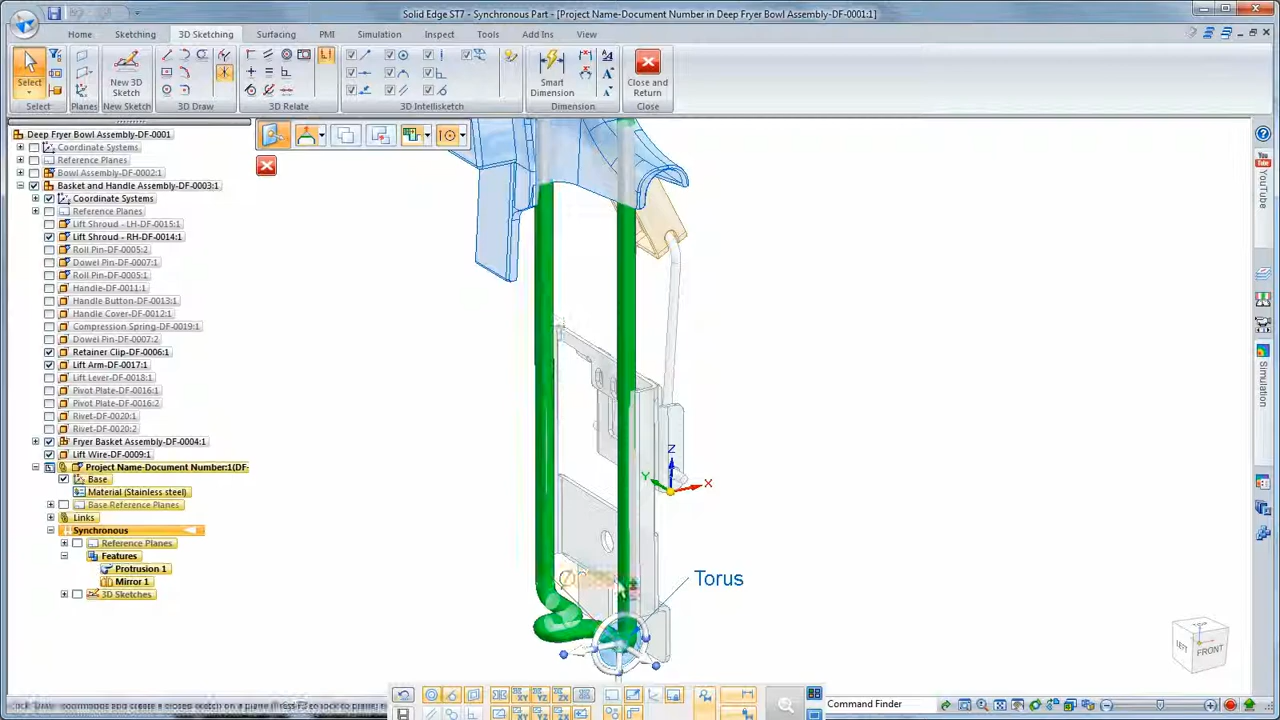 Solid Edge ST7 - Synchronous Part - [Project Name-Document Number in Deep Fryer Bowl Assembly-DF-0001:1]
Home Sketching 3D Sketching Surfacing PMI Simulation Inspect Tools Add Ins View
Select
New 3D Sketch
Smart Dimension
Close and Return
Select Planes New Sketch 3D Draw 3D Relate 3D Intellisketch Dimension Close
Deep Fryer Bowl Assembly-DF-0001
Coordinate Systems
Reference Planes
Bowl Assembly-DF-0002:1
Basket and Handle Assembly-DF-0003:1
Coordinate Systems
Reference Planes
Lift Shroud - LH-DF-0015:1
Lift Shroud - RH-DF-0014:1
Roll Pin-DF-0005:2
Dowel Pin-DF-0007:1
Roll Pin-DF-0005:1
Handle-DF-0011:1
Handle Button-DF-0013:1
Handle Cover-DF-0012:1
Compression Spring-DF-0019:1
Dowel Pin-DF-0007:2
Retainer Clip-DF-0006:1
Lift Arm-DF-0017:1
Lift Lever-DF-0018:1
Pivot Plate-DF-0016:1
Pivot Plate-DF-0016:2
Rivet-DF-0020:1
Rivet-DF-0020:2
Fryer Basket Assembly-DF-0004:1
Lift Wire-DF-0009:1
Project Name-Document Number:1(DF-
Base
Material (Stainless steel)
Base Reference Planes
Links
Synchronous
Reference Planes
Features
Protrusion 1
Mirror 1
3D Sketches
Z
Y
X
Torus
LEFT FRONT
YouTube
Simulation
Command Finder